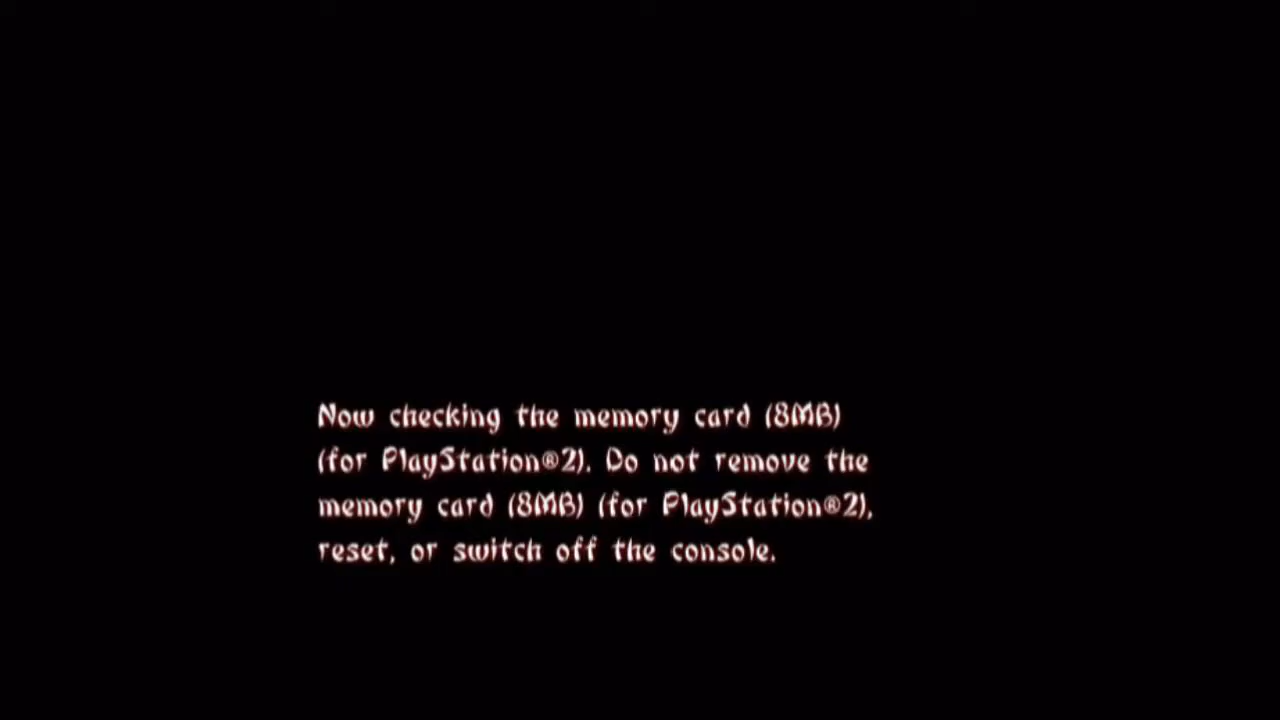 Now checking the memory card (8MB)
(for PlayStation®2). Do not remove the
memory card (8MB) (for PlayStation®2),
reset, or switch off the console.